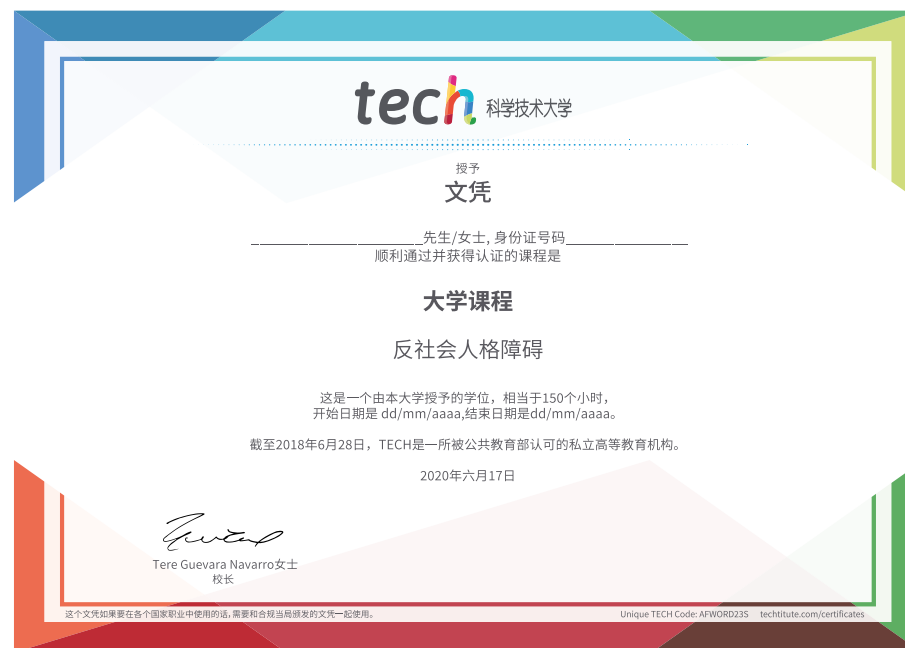 tech 科学技术大学
授予
文凭
_______________________先生/女士, 身份证号码________________
顺利通过并获得认证的课程是
大学课程
反社会人格障碍
这是一个由本大学授予的学位，相当于150个小时，
开始日期是 dd/mm/aaaa,结束日期是dd/mm/aaaa。
截至2018年6月28日，TECH是一所被公共教育部认可的私立高等教育机构。
2020年六月17日
Tere Guevara Navarro女士
校长
这个文凭如果要在各个国家职业中使用的话,需要和合规当局颁发的文凭一起使用。
Unique TECH Code: AFWORD23S techtitute.com/certificates